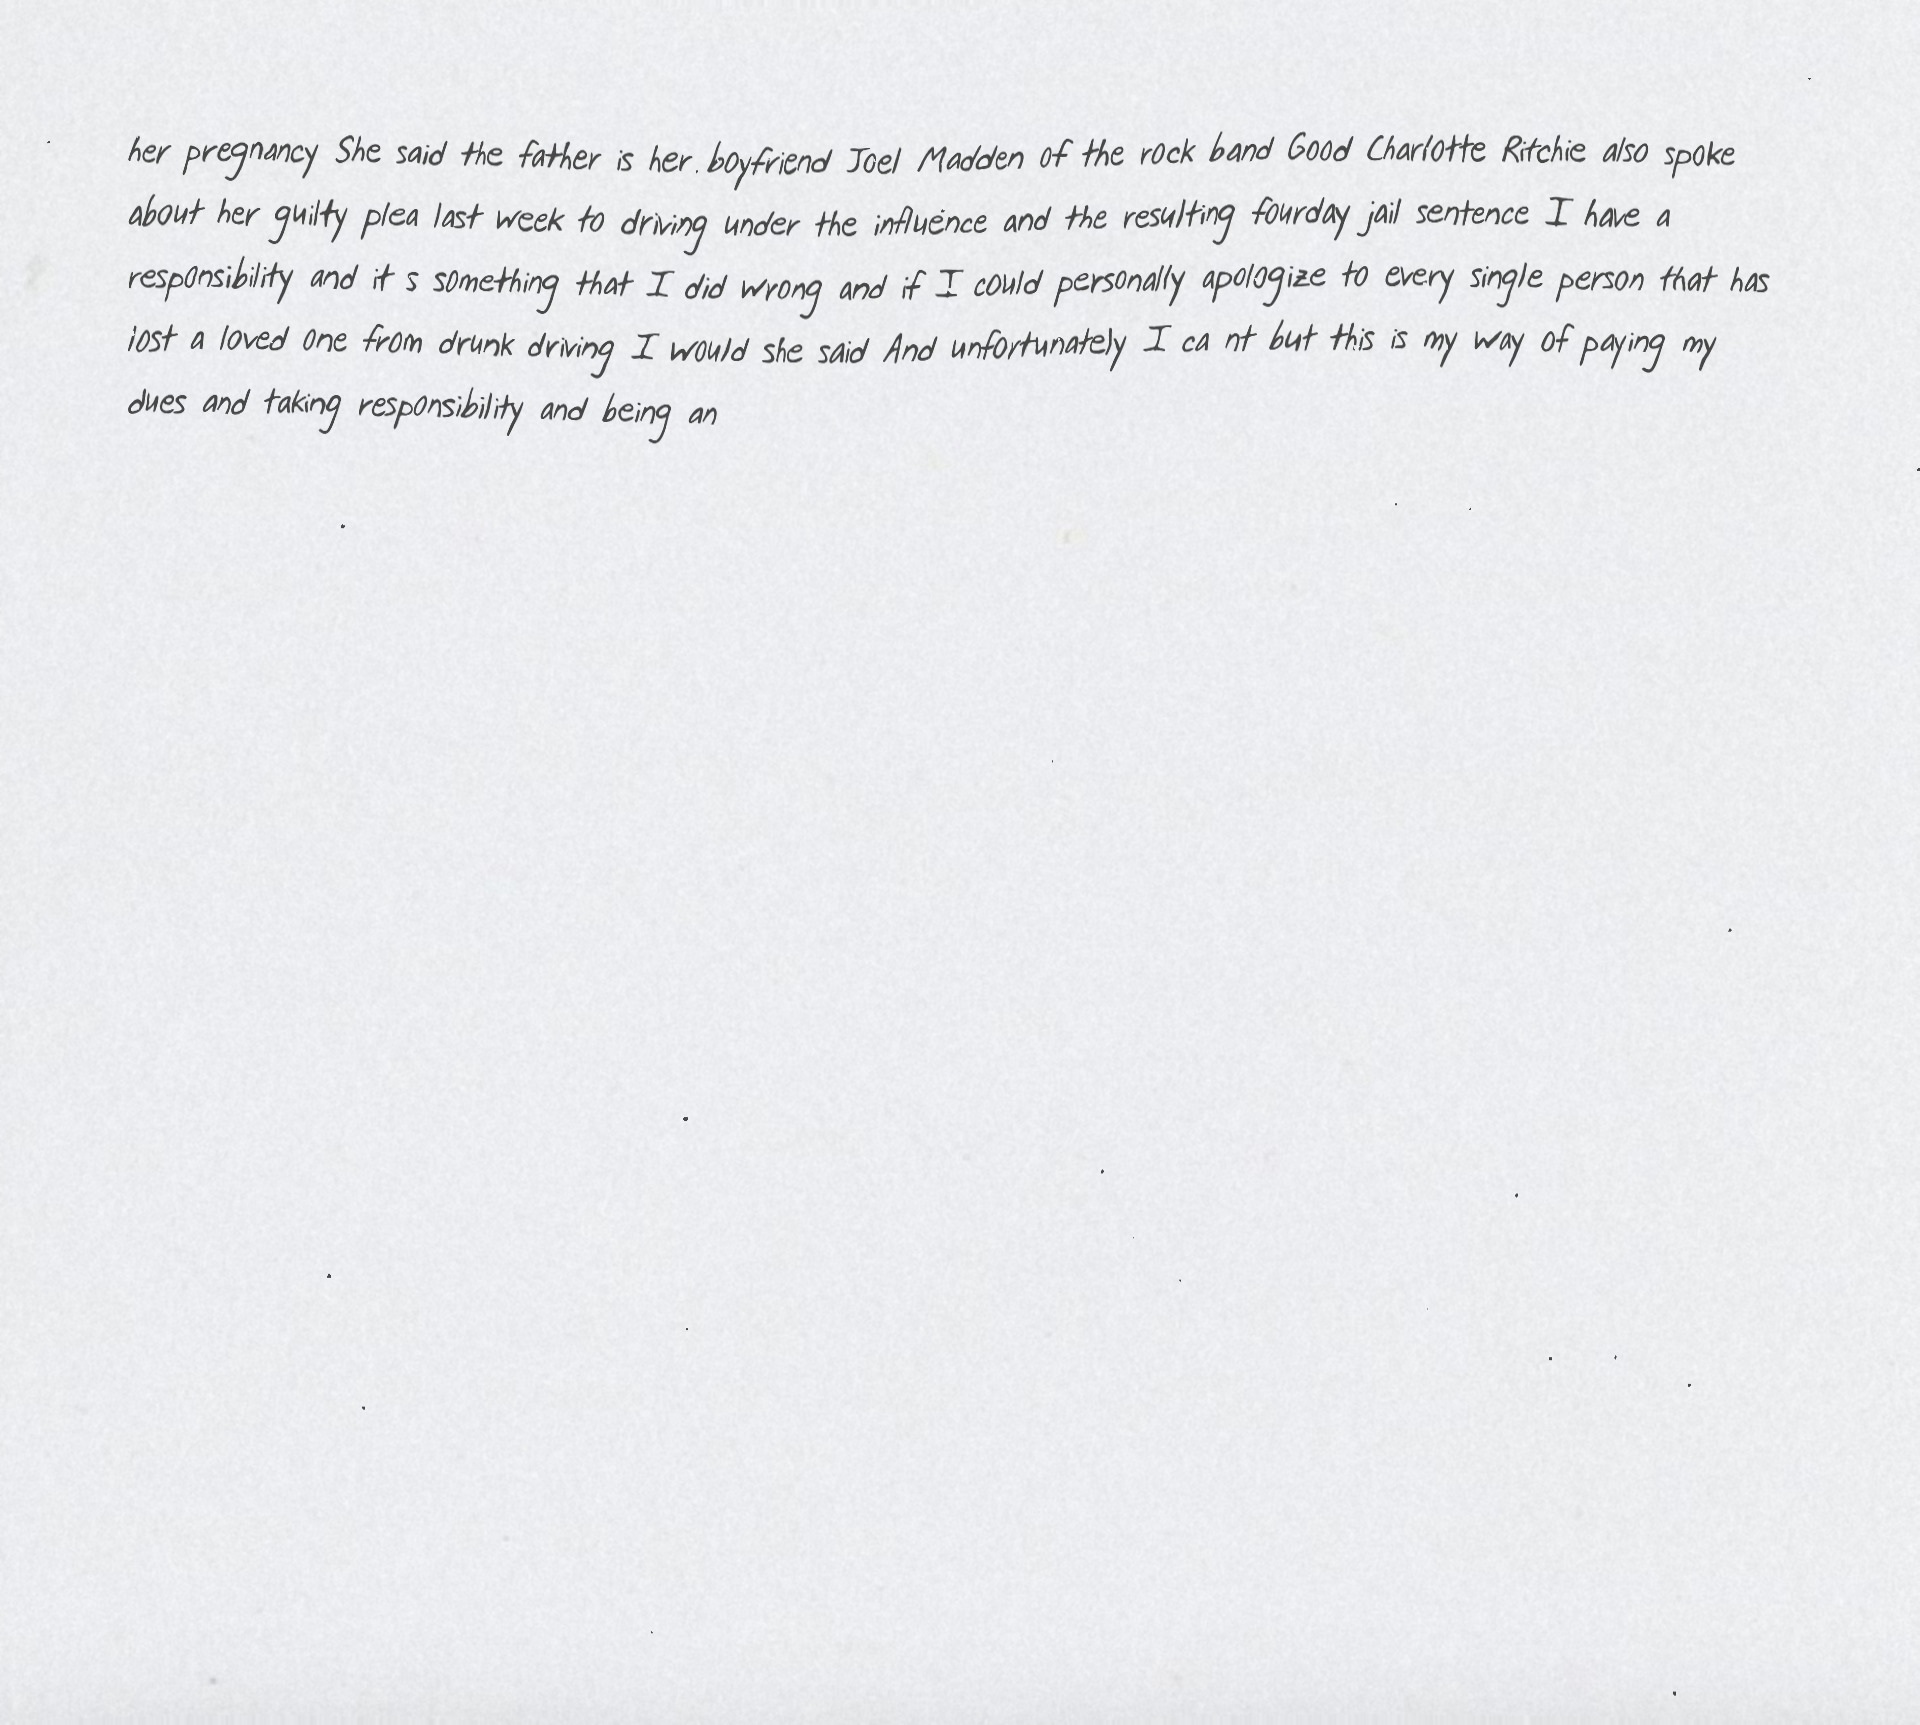 her pregnancy She said the father is her boyfriend Joel Madden of the rock band Good Charlotte Ritchie also spoke
about her guilty plea last week to driving under the influence and the resulting fourday jail sentence I have a
responsibility and it s something that I did wrong and if I could personally apologize to every single person that has
lost a loved one from drunk driving I would she said And unfortunately I ca nt but this is my way of paying my
dues and taking responsibility and being an